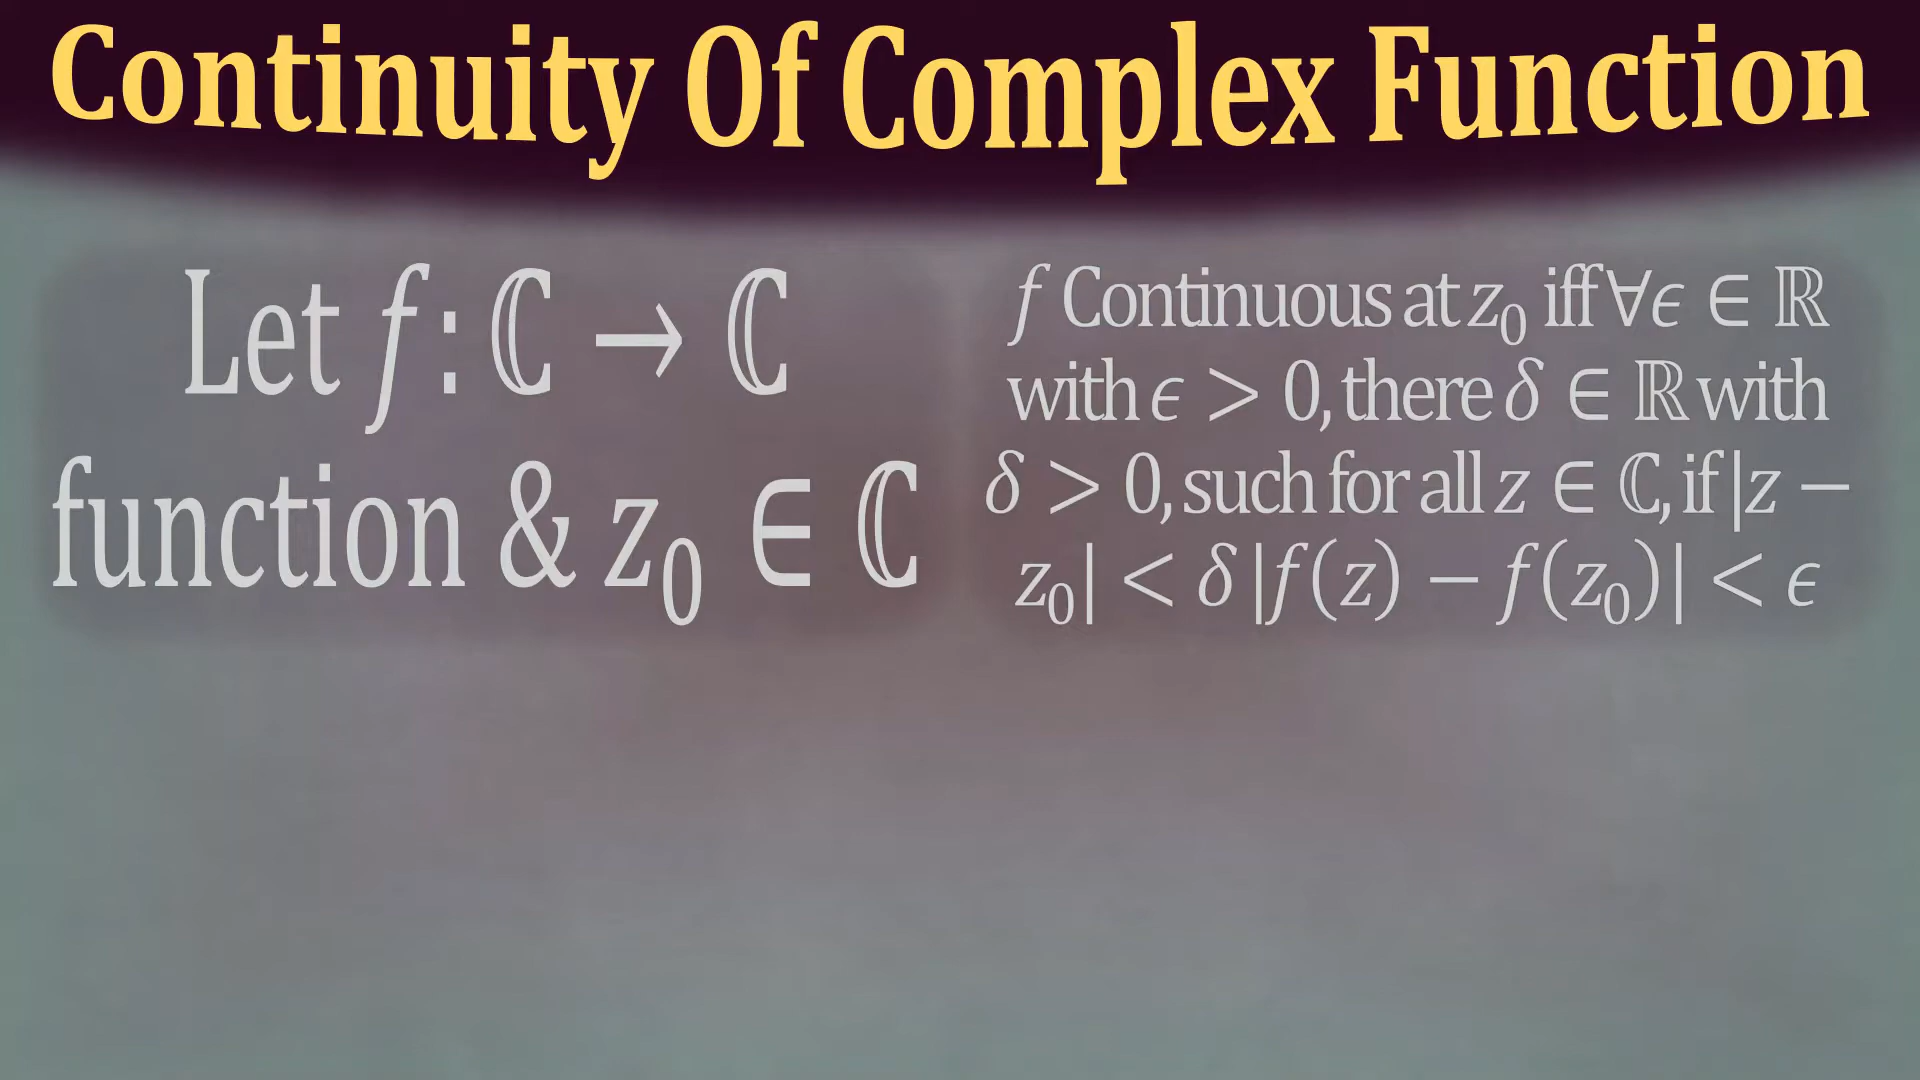 Continuity Of Complex Function
Let f : ℂ → ℂ
function & z₀ ∈ ℂ
f Continuous at z₀ iff ∀ϵ ∈ ℝ
with ϵ > 0, there δ ∈ ℝ with
δ > 0, such for all z ∈ ℂ, if |z −
z₀| < δ |f(z) − f(z₀)| < ϵ